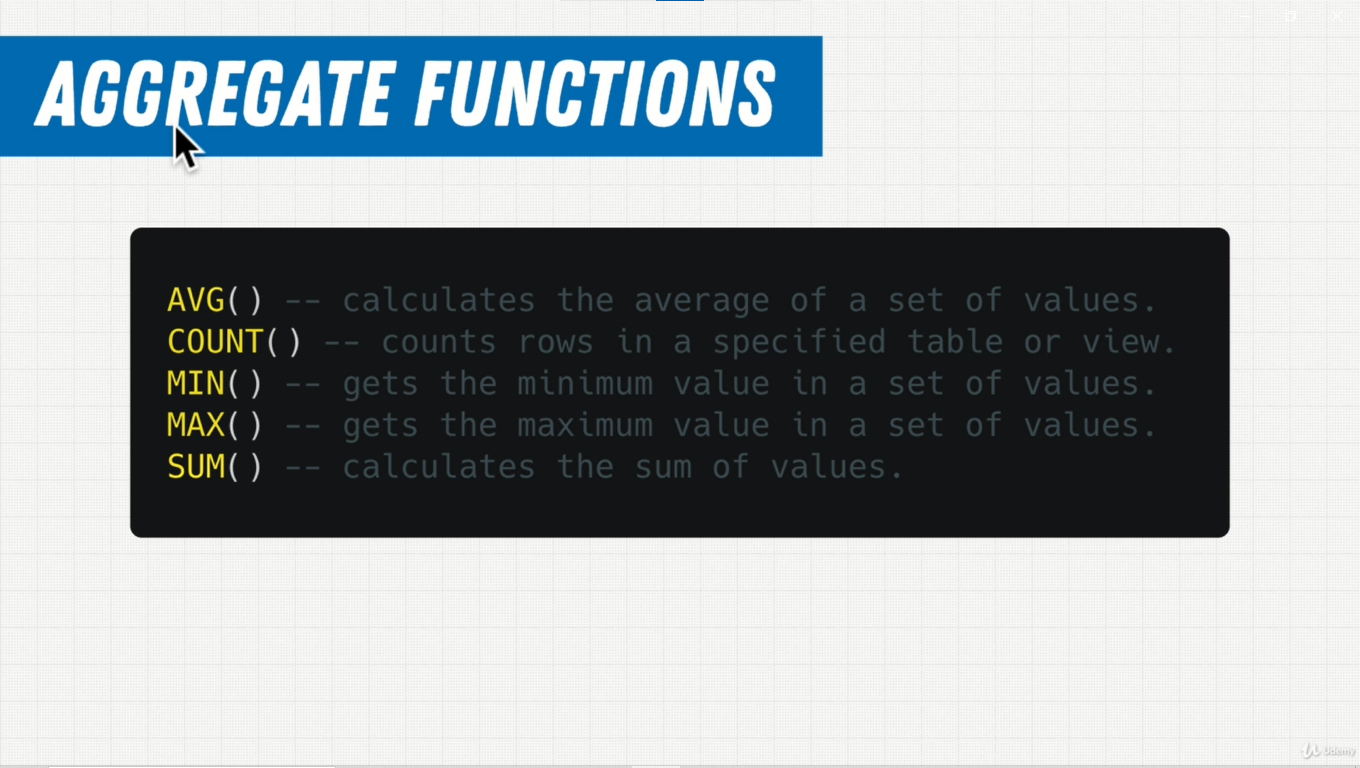 AGGREGATE FUNCTIONS
AVG() -- calculates the average of a set of values.
COUNT() -- counts rows in a specified table or view.
MIN() -- gets the minimum value in a set of values.
MAX() -- gets the maximum value in a set of values.
SUM() -- calculates the sum of values.
Udemy